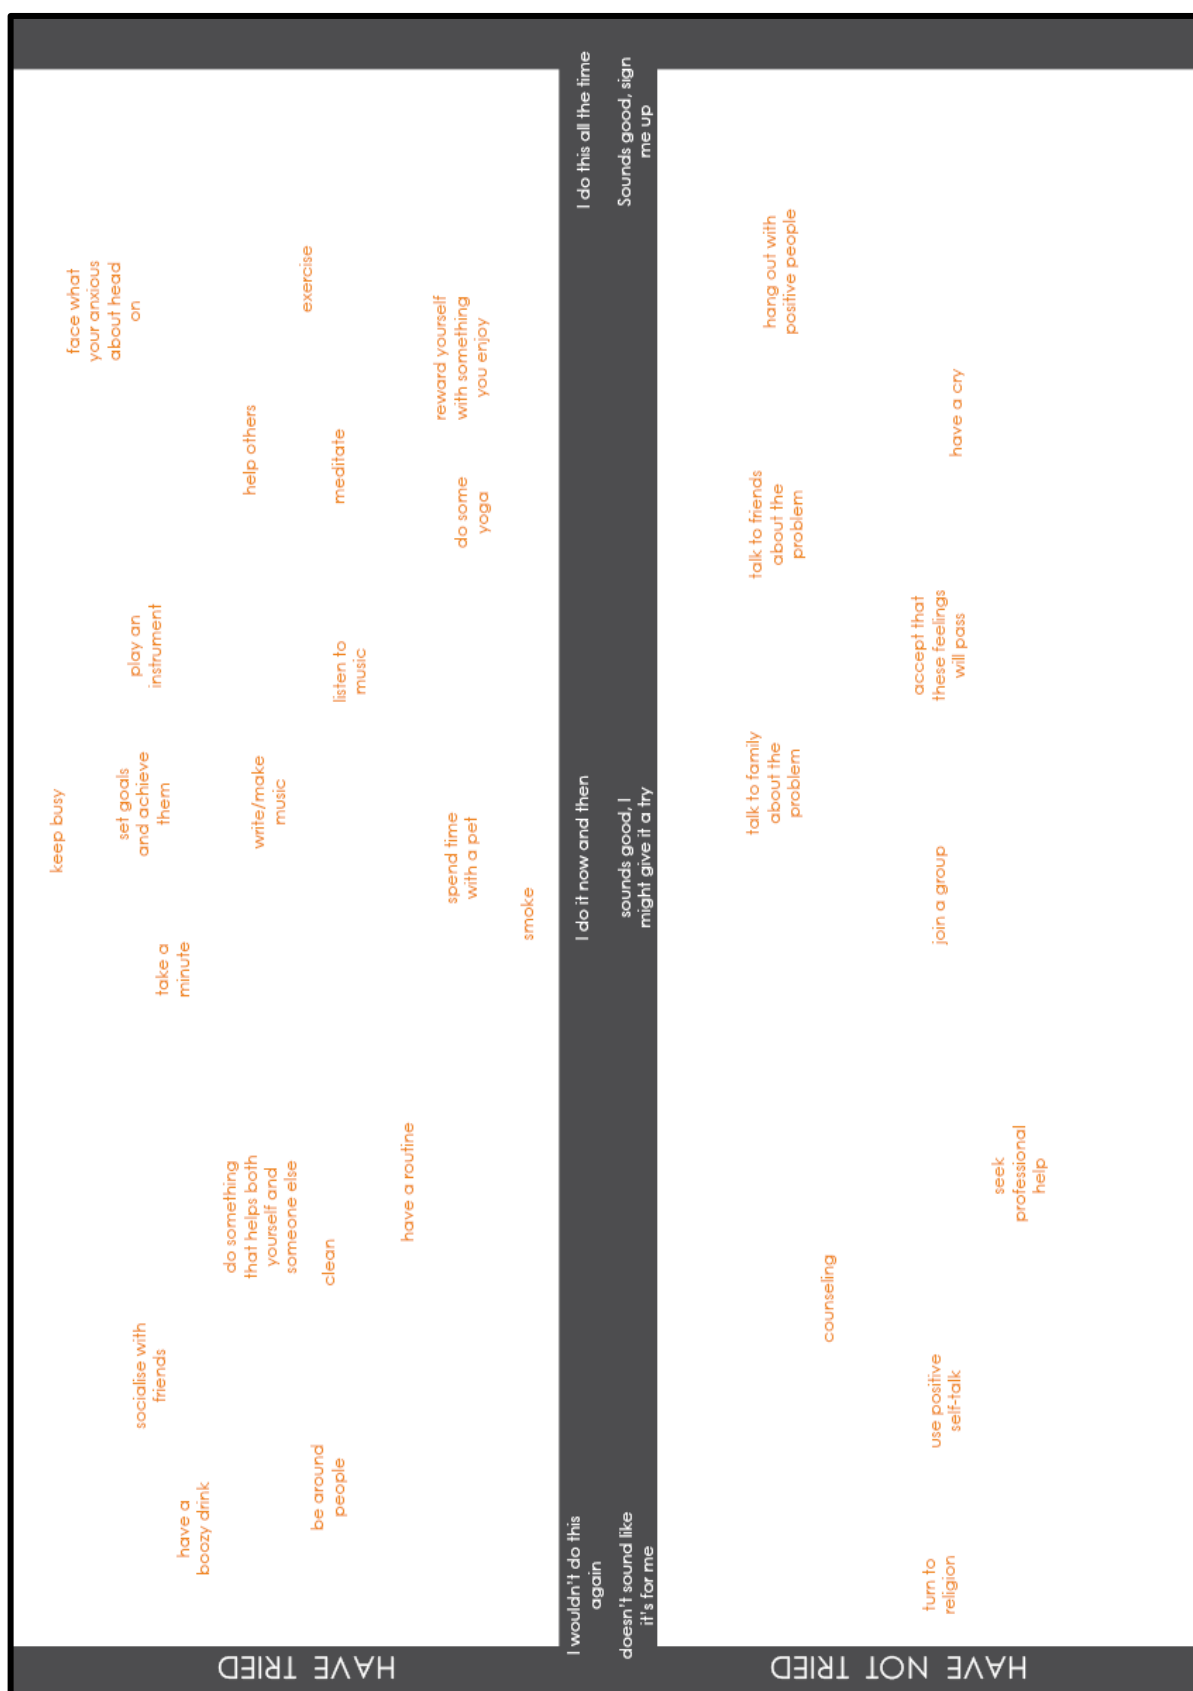 HAVE TRIED
face what
your anxious
about head
on
exercise
reward yourself
with something
you enjoy
help others
meditate
do some
yoga
play an
instrument
listen to
music
keep busy
set goals
and achieve
them
write/make
music
spend time
with a pet
smoke
take a
minute
do something
that helps both
yourself and
someone else
clean
have a routine
socialise with
friends
have a
boozy drink
be around
people
I wouldn't do this
again
I do it now and then
I do this all the time
doesn't sound like
it's for me
sounds good, I
might give it a try
Sounds good, sign
me up
HAVE NOT TRIED
hang out with
positive people
have a cry
talk to friends
about the
problem
accept that
these feelings
will pass
talk to family
about the
problem
join a group
seek
professional
help
counseling
use positive
self-talk
turn to
religion